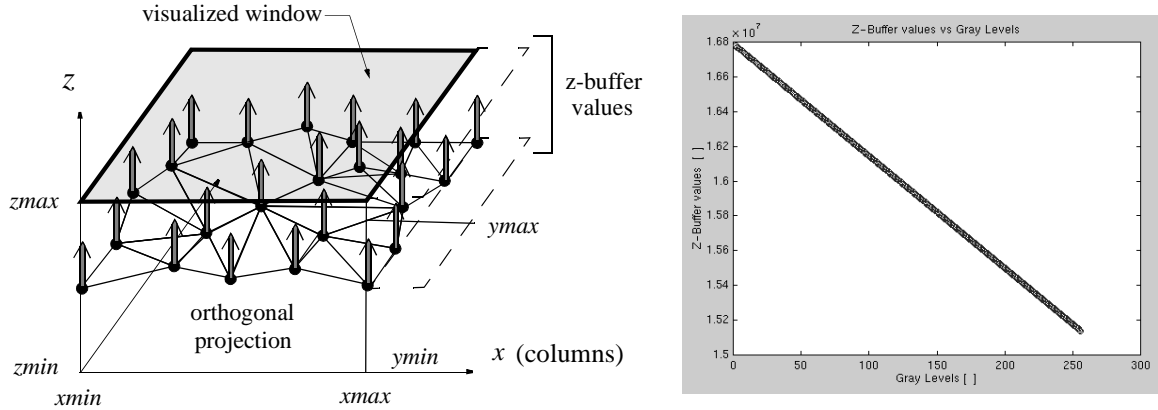 visualized window
z
z-buffer
values
zmax
ymax
orthogonal
projection
zmin
ymin
x (columns)
xmin
xmax
Z-Buffer values vs Gray Levels
× 10⁷
1.68
1.66
1.64
1.62
1.6
1.58
1.56
1.54
1.52
1.5
Z-Buffer values [ ]
0
50
100
150
200
250
300
Gray Levels [ ]